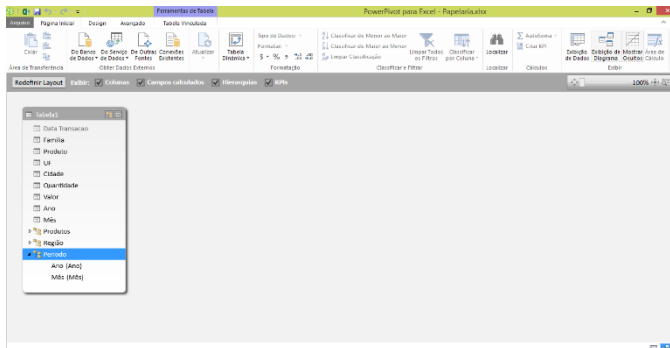 Ferramentas de Tabela
PowerPivot para Excel - Papelaria.xlsx
Arquivo Página Inicial Design Avançado Tabela Vinculada
Colar
Do Banco de Dados
Do Serviço de Dados
De Outras Fontes
Conexões Existentes
Atualizar
Tabela Dinâmica
Tipo de Dados:
Formatar:
$ % ,
Classificar de Menor ao Maior
Classificar de Maior ao Menor
Limpar Classificação
Limpar Todos os Filtros
Classificar por Coluna
Localizar
AutoSoma
Criar KPI
Exibição de Dados
Exibição de Diagrama
Mostrar Ocultos
Área de Cálculo
Área de Transferência
Obter Dados Externos
Formatação
Classificar e Filtrar
Localizar
Cálculos
Exibir
Redefinir Layout Exibir: Colunas Campos calculados Hierarquias KPIs
100%
Tabela1
Data Transacao
Familia
Produto
UF
Cidade
Quantidade
Valor
Ano
Mês
Produtos
Região
Periodo
Ano (Ano)
Mês (Mês)